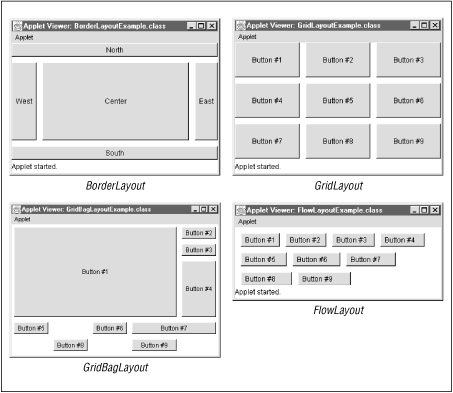 Applet Viewer: BorderLayoutExample.class
Applet
North
West
Center
East
South
Applet started.
BorderLayout
Applet Viewer: GridLayoutExample.class
Applet
Button #1 Button #2 Button #3
Button #4 Button #5 Button #6
Button #7 Button #8 Button #9
Applet started.
GridLayout
Applet Viewer: GridBagLayoutExample.class
Applet
Button #1
Button #2
Button #3
Button #4
Button #5 Button #6 Button #7
Button #8 Button #9
GridBagLayout
Applet Viewer: FlowLayoutExample.class
Applet
Button #1 Button #2 Button #3 Button #4
Button #5 Button #6 Button #7
Button #8 Button #9
Applet started.
FlowLayout